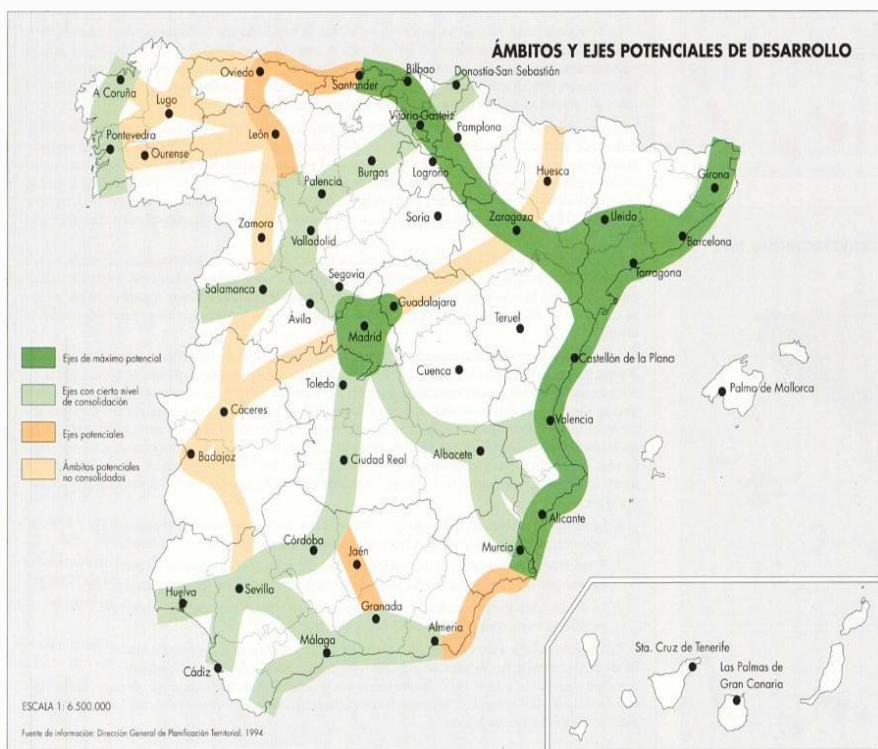 ÁMBITOS Y EJES POTENCIALES DE DESARROLLO
Oviedo
Santander
Bilbao
Donostia-San Sebastián
A Coruña
Lugo
Vitoria-Gasteiz
Pamplona
Pontevedra
Ourense
León
Burgos
Logroño
Huesca
Girona
Palencia
Zamora
Valladolid
Soria
Zaragoza
Lleida
Barcelona
Tarragona
Salamanca
Segovia
Ávila
Guadalajara
Madrid
Teruel
Cuenca
Castellón de la Plana
Toledo
Palma de Mallorca
Cáceres
Valencia
Badajoz
Ciudad Real
Albacete
Alicante
Murcia
Córdoba
Jaén
Huelva
Sevilla
Granada
Almería
Málaga
Cádiz
Ejes de máximo potencial
Ejes con cierto nivel
de consolidación
Ejes potenciales
Ámbitos potenciales
no consolidados
Sta. Cruz de Tenerife
Las Palmas de
Gran Canaria
ESCALA 1: 6.500.000
Fuente de información: Dirección General de Planificación Territorial. 1994